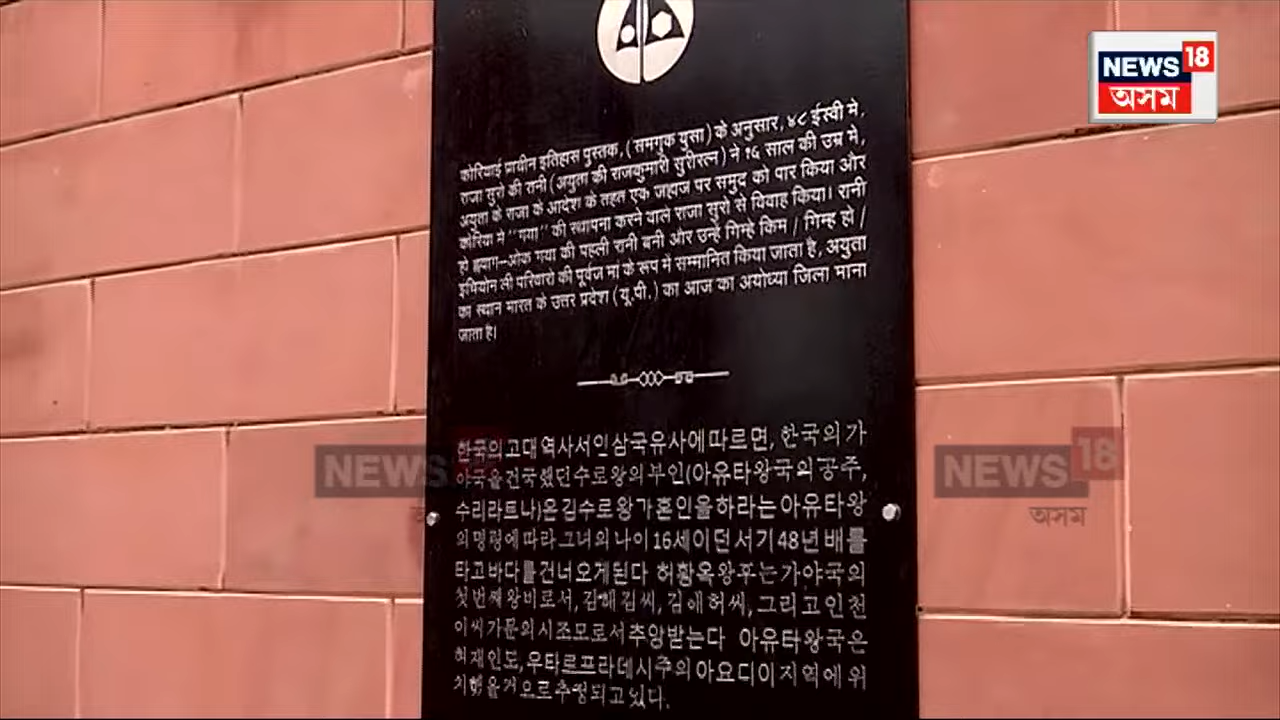 NEWS 18
অসম
कोरियाई प्राचीन इतिहास पुस्तक, (समगुक युसा) के अनुसार, ४८ ईस्वी मे,
राजा सुरो की रानी (अयुता की राजकुमारी सुरीरत्न) ने १६ साल की उम्र मे,
अयुता के राजा के आदेश के तहत एक जहाज पर समुद्र को पार किया और
कोरिया मे "गया" की स्थापना करने वाले राजा सुरो से विवाह किया। रानी
हो ह्वाग-ओक गया की पहली रानी बनी और उन्हे गिम्हे किम / गिम्ह हो /
इंचियोन ली परिवारो की पूर्वज मां के रूप मे सम्मानित किया जाता है, अयुता
का स्थान भारत के उत्तर प्रदेश (यू.पी.) का आज का अयोध्या जिला माना
जाता है।
한국의 고대 역사서인 삼국유사에 따르면, 한국의 가
야국을 건국했던 수로왕의 부인(아유타왕국의 공주,
수리라트나)은 김수로왕가 혼인을 하라는 아유타왕
의 명령에 따라 그녀의 나이 16세이던 서기 48년 배를
타고 바다를 건너오게된다 허황옥왕후는 가야국의
첫번째 왕비로서, 김해김씨, 김해허씨, 그리고 인천
이씨 가문의 시조모로서 추앙받는다 아유타왕국은
현재 인도, 우타르프라데시주의 아요디아 지역에 위
치했을 거으로 추정되고 있다.
NEWS 18
অসম
NEWS 18
অসম